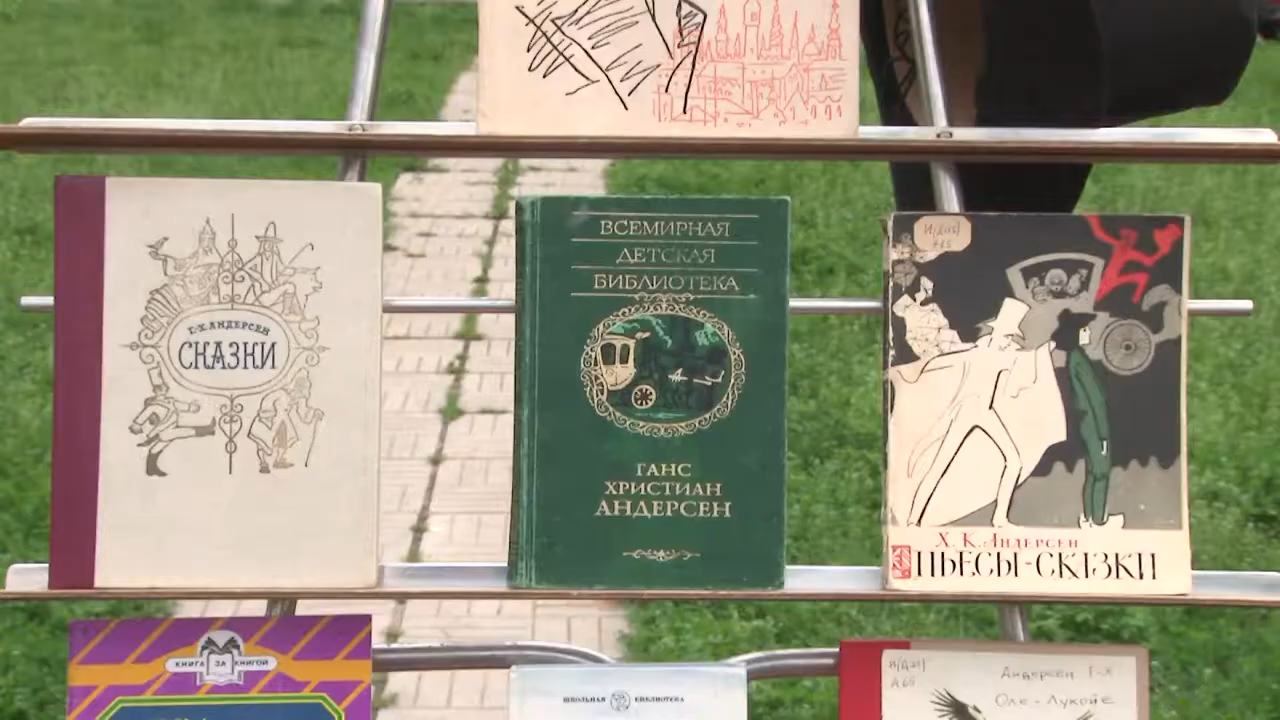 Г.-Х. АНДЕРСЕН
СКАЗКИ
ВСЕМИРНАЯ
ДЕТСКАЯ
БИБЛИОТЕКА
ГАНС
ХРИСТИАН
АНДЕРСЕН
Х. К. АНДЕРСЕН
ПЬЕСЫ-СКАЗКИ
КНИГА ЗА КНИГОЙ
ШКОЛЬНАЯ БИБЛИОТЕКА
Андерсен Г-Х
Оле-Лукойе